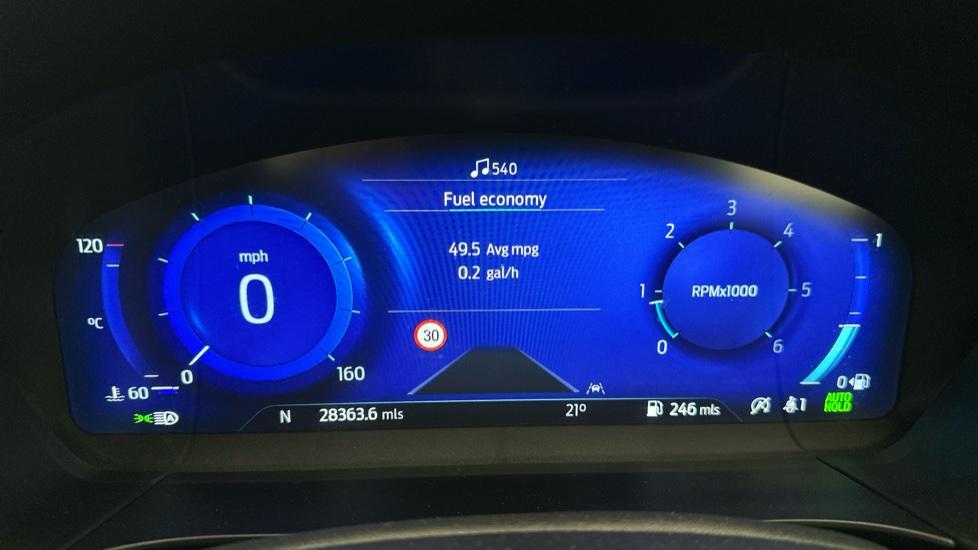 540
Fuel economy
49.5 Avg mpg
0.2 gal/h
30
120
°C
60
mph
0
0
160
RPMx1000
0
1
2
3
4
5
6
1
0
N
28363.6 mls
21°
246 mls
A
1
AUTO
HOLD